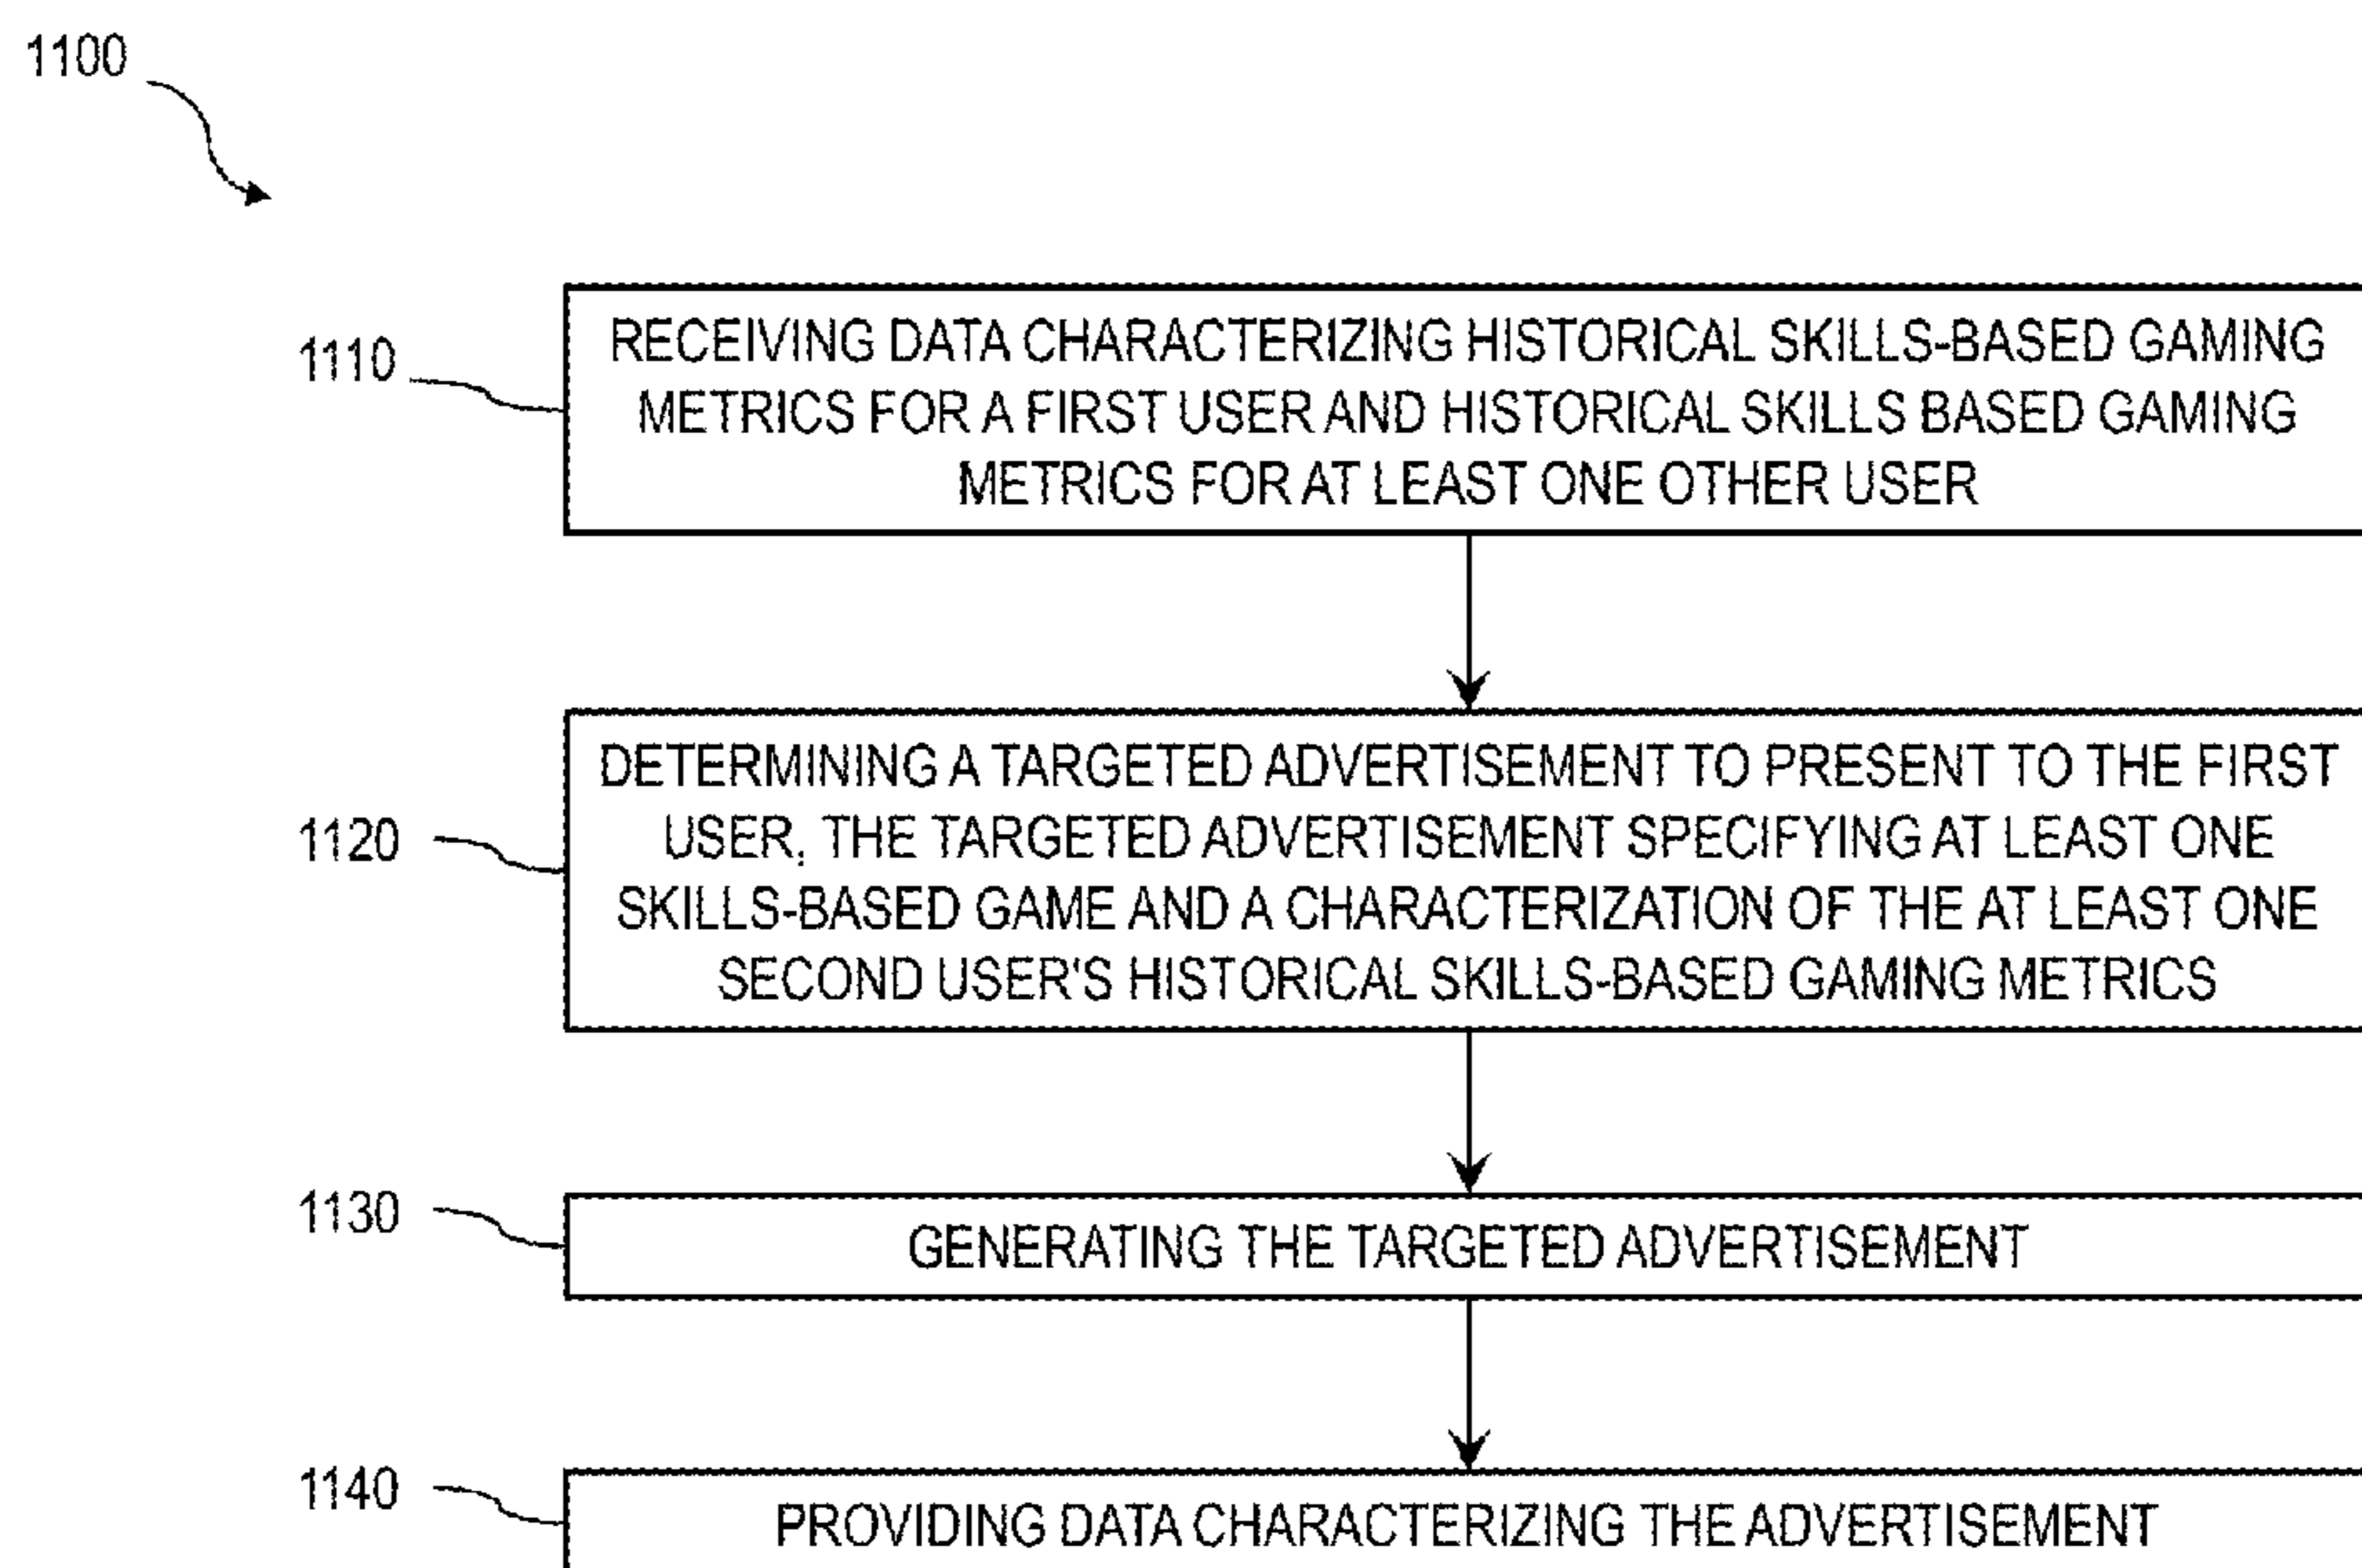 1100
1110
RECEIVING DATA CHARACTERIZING HISTORICAL SKILLS-BASED GAMING
METRICS FOR A FIRST USER AND HISTORICAL SKILLS BASED GAMING
METRICS FOR AT LEAST ONE OTHER USER
1120
DETERMINING A TARGETED ADVERTISEMENT TO PRESENT TO THE FIRST
USER, THE TARGETED ADVERTISEMENT SPECIFYING AT LEAST ONE
SKILLS-BASED GAME AND A CHARACTERIZATION OF THE AT LEAST ONE
SECOND USER'S HISTORICAL SKILLS-BASED GAMING METRICS
1130
GENERATING THE TARGETED ADVERTISEMENT
1140
PROVIDING DATA CHARACTERIZING THE ADVERTISEMENT